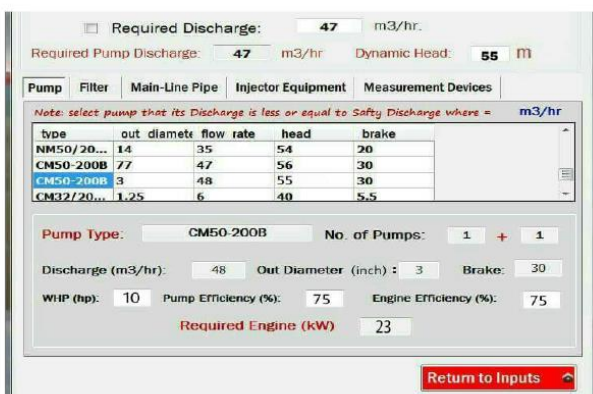 Required Discharge: 47 m3/hr.
Required Pump Discharge: 47 m3/hr Dynamic Head: 55 m
Pump Filter Main-Line Pipe Injector Equipment Measurement Devices
Note: select pump that its Discharge is less or equal to Safty Discharge where = m3/hr
type out diamete flow rate head brake
NM50/20... 14 35 54 20
CM50-200B 77 47 56 30
CM50-200B 3 48 55 30
CM32/20... 1.25 6 40 5.5
Pump Type: CM50-200B No. of Pumps: 1 + 1
Discharge (m3/hr): 48 Out Diameter (inch) : 3 Brake: 30
WHP (hp): 10 Pump Efficiency (%): 75 Engine Efficiency (%): 75
Required Engine (kW) 23
Return to Inputs